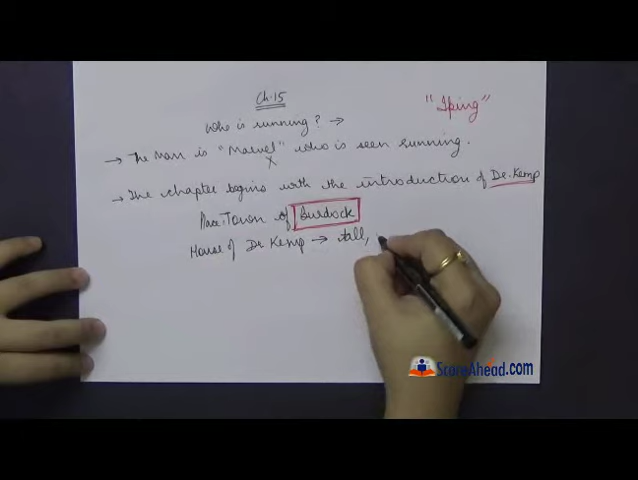 Ch.15
"Iping"
Who is running? →
→ The Man is "Marvel" who is seen running.
x
→ The chapter begins with the introduction of Dr. Kemp
Place: Town of Burdock
House of Dr Kemp → tall,
ScoreAhead.com